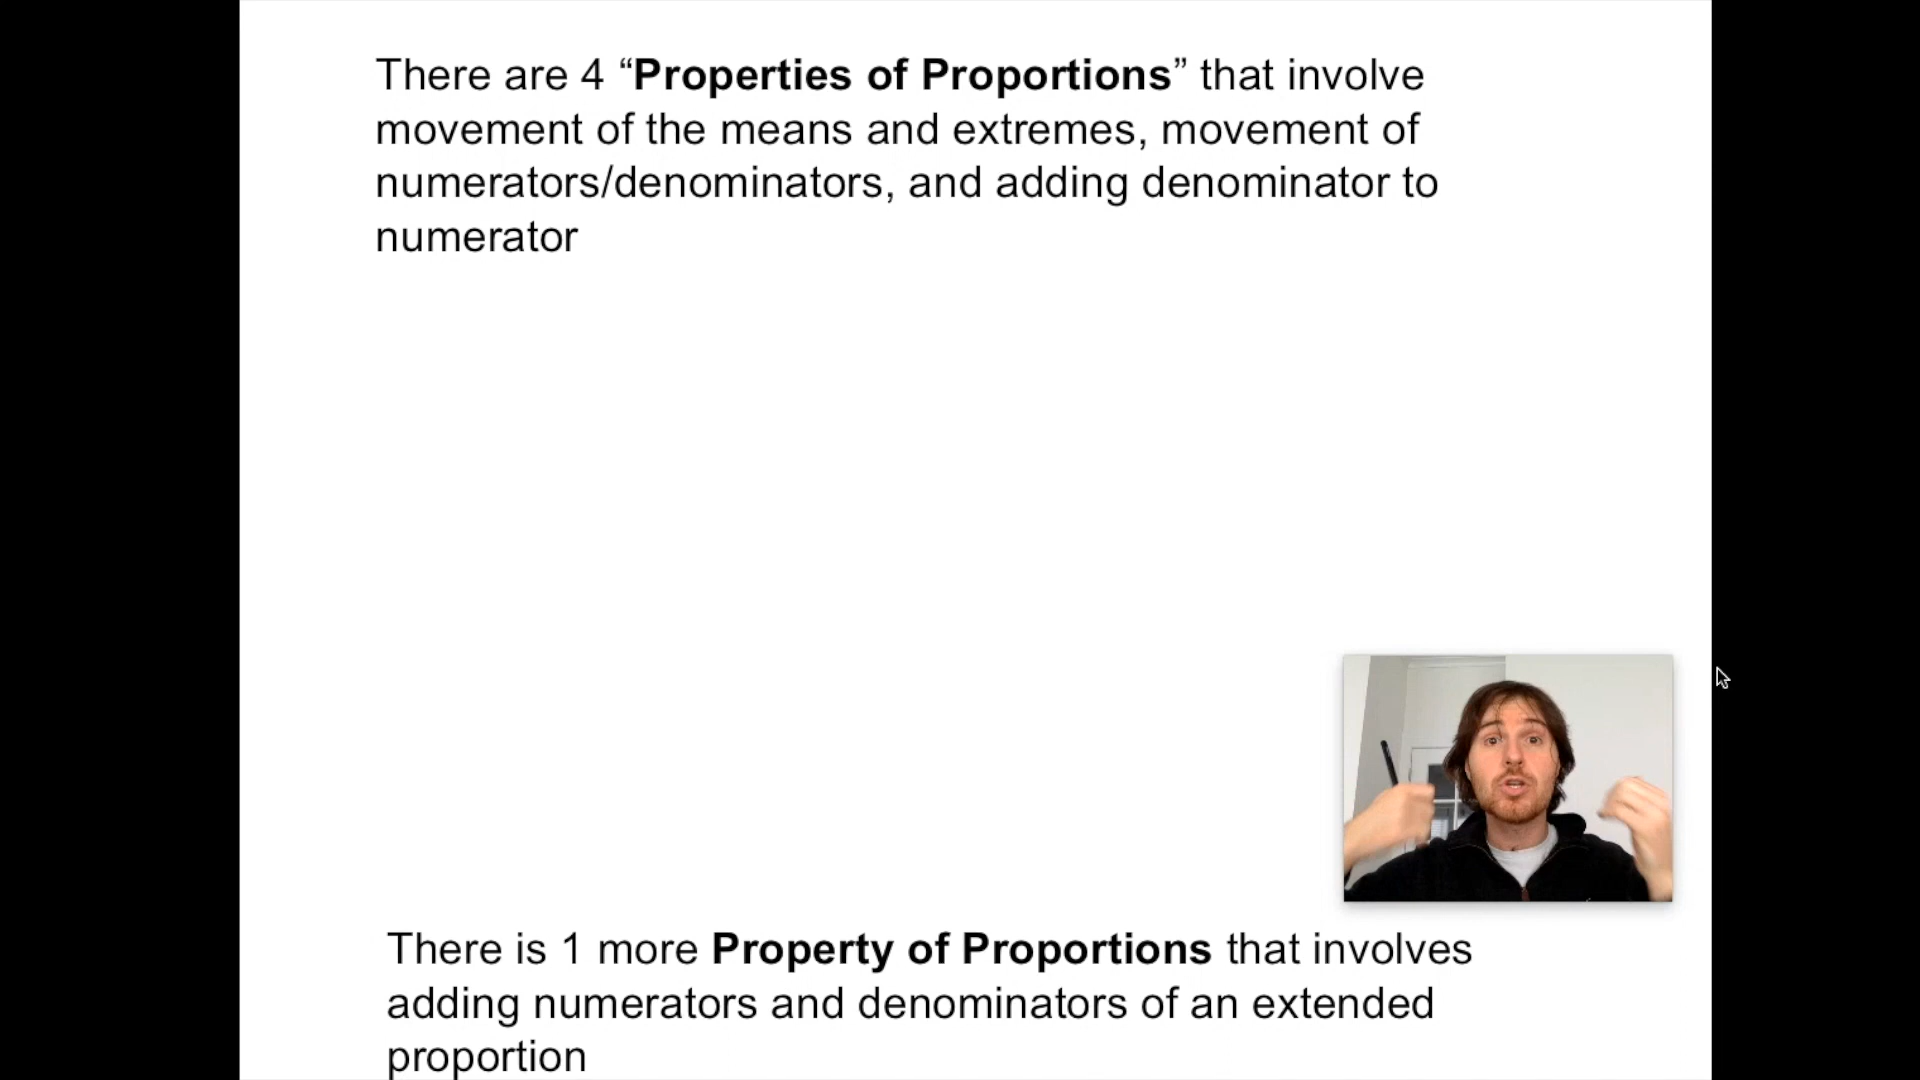 There are 4 “Properties of Proportions” that involve
movement of the means and extremes, movement of
numerators/denominators, and adding denominator to
numerator
There is 1 more Property of Proportions that involves
adding numerators and denominators of an extended
proportion